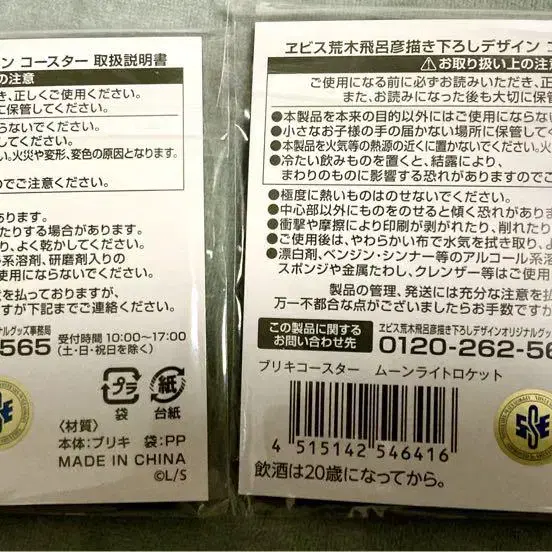 ン コースター 取扱説明書
の注意
き、正しくご使用ください。
に保管してください。
らないでください。
してください。
い。火災や変形、変色の原因となります。
のでご注意ください。
あります。
たりする場合があります。
り、よく乾かしてください。
系溶剤、研磨剤入りの
使用にならないでください。
意を払っておりますが、
すが下記までご連絡ください。
ナルグッズ事務局
565
受付時間 10:00~17:00
(土・日・祝日を除く)
プラ
袋
紙
台紙
〈材質〉
本体:ブリキ 袋:PP
MADE IN CHINA
©L/S
SSE
ヱビス荒木飛呂彦描き下ろしデザイン コ
⚠お取り扱い上の注意
ご使用になる前に必ずお読みいただき、正
また、お読みになった後も大切に保管
●本製品を本来の目的以外にはご使用にならない
●小さなお子様の手の届かない場所に保管して
●本製品を火気等の熱源の近くに置かないでください。火
●冷たい飲みものを置くと、結露により、
まわりのものに影響する恐れがありますのでご
●極度に熱いものはのせないでください。
●中心部以外にものをのせると傾く恐れがありま
●衝撃や摩擦により印刷が剥がれたり、削れたり
●ご使用後は、やわらかい布で水気を拭き取り、よ
●漂白剤、ベンジン・シンナー等のアルコール系溶
スポンジや金属たわし、クレンザー等はご使用
製品の管理、発送には充分な注意を払
万一不都合な点がございましたらお手数ですが
この製品に関する
お問い合わせ先
ヱビス荒木飛呂彦描き下ろしデザインオリジナルグッ
0120-262-56
ブリキコースター ムーンライトロケット
4 515142 546416
飲酒は20歳になってから。
SSE